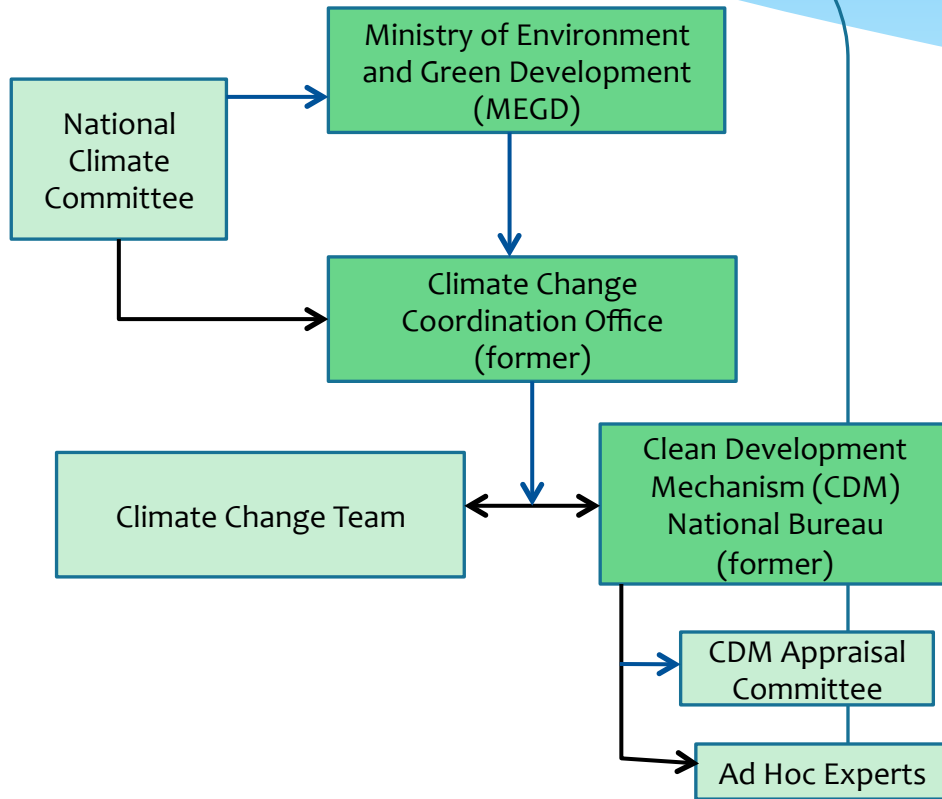 Ministry of Environment
and Green Development
(MEGD)
National
Climate
Committee
Climate Change
Coordination Office
(former)
Climate Change Team
Clean Development
Mechanism (CDM)
National Bureau
(former)
CDM Appraisal
Committee
Ad Hoc Experts